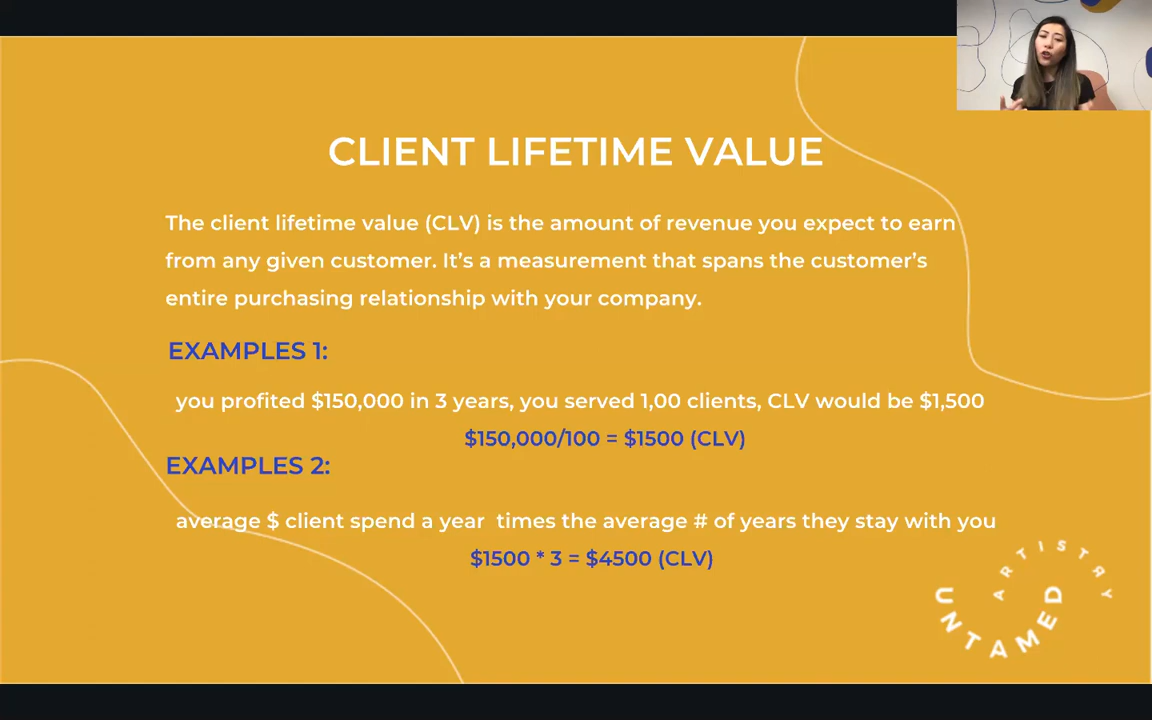 CLIENT LIFETIME VALUE
The client lifetime value (CLV) is the amount of revenue you expect to earn
from any given customer. It's a measurement that spans the customer's
entire purchasing relationship with your company.
EXAMPLES 1:
you profited $150,000 in 3 years, you served 1,00 clients, CLV would be $1,500
$150,000/100 = $1500 (CLV)
EXAMPLES 2:
average $ client spend a year times the average # of years they stay with you
$1500 * 3 = $4500 (CLV)
UNTAMED
ARTISTRY